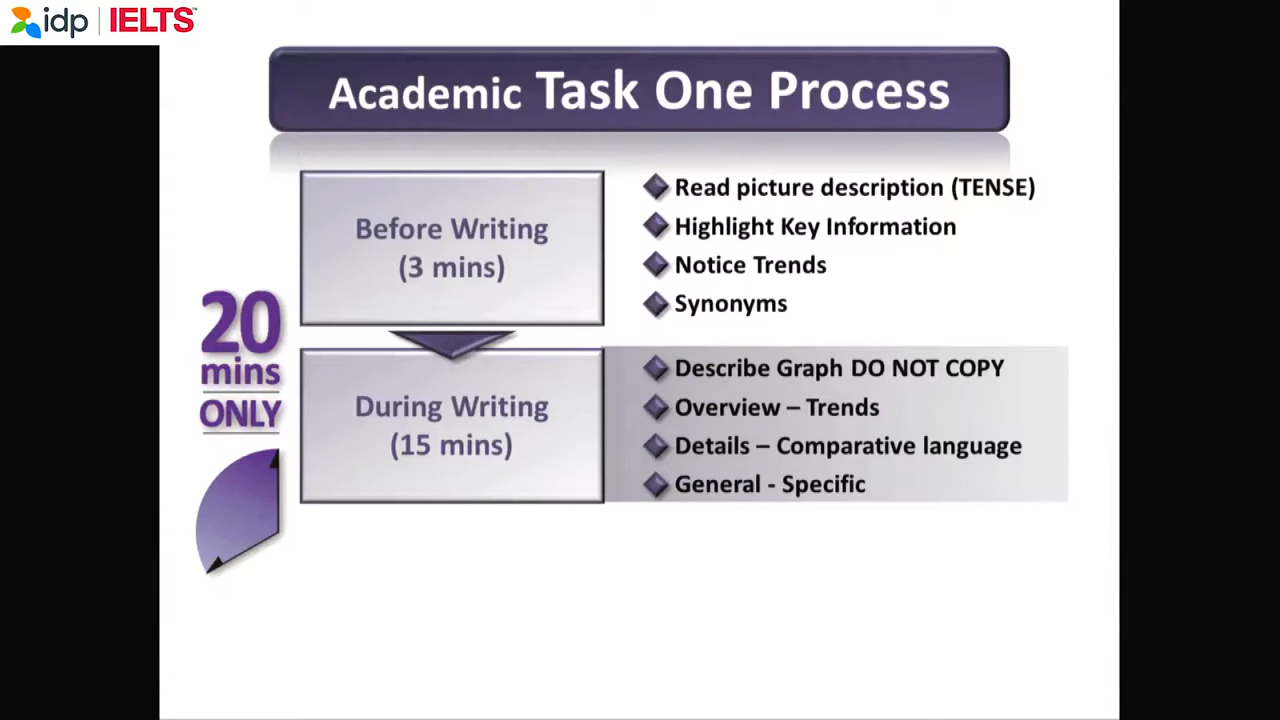 idp | IELTS™
Academic Task One Process
Before Writing
(3 mins)
Read picture description (TENSE)
Highlight Key Information
Notice Trends
Synonyms
20
mins
ONLY
During Writing
(15 mins)
Describe Graph DO NOT COPY
Overview – Trends
Details – Comparative language
General - Specific